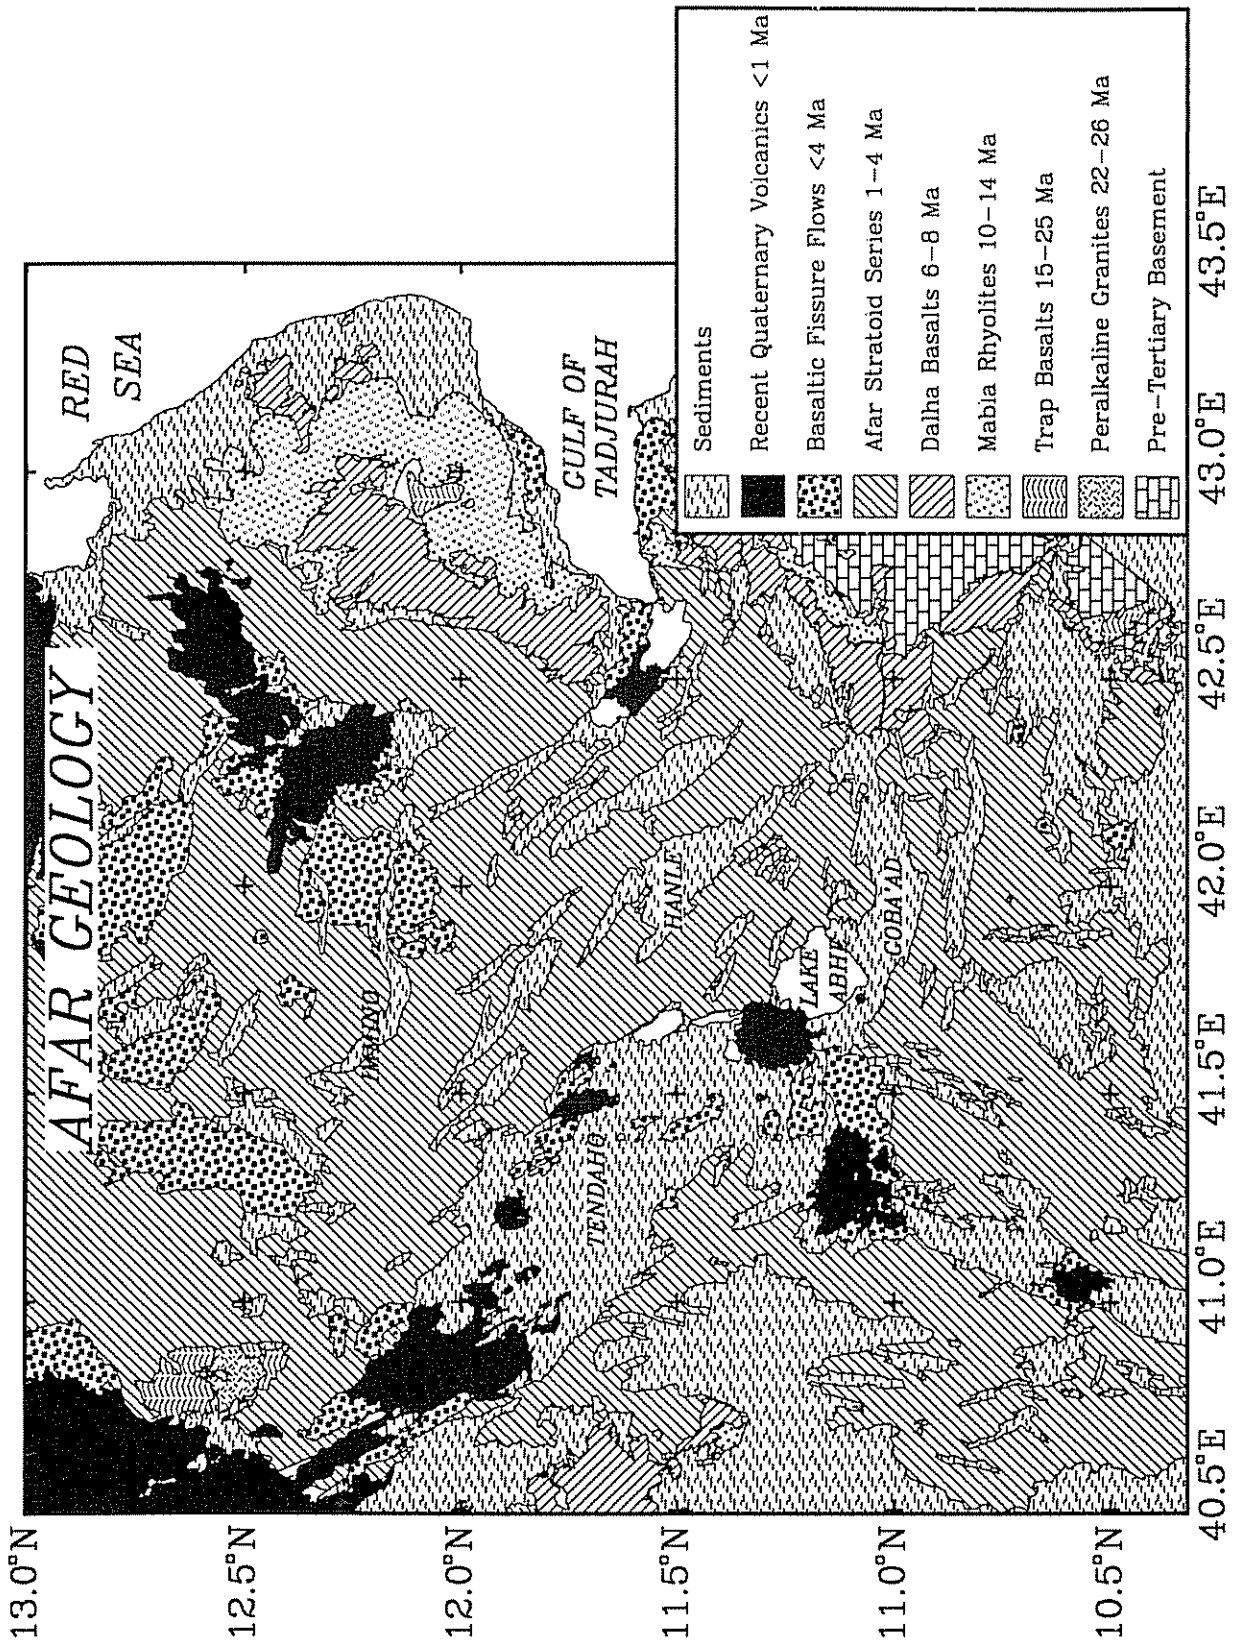 AFAR GEOLOGY
RED
SEA
GULF OF
TADJURAH
IMMINO
TENDAHO
HANLE
LAKE
ABHE
GOBA'AD
Sediments
Recent Quaternary Volcanics <1 Ma
Basaltic Fissure Flows <4 Ma
Afar Stratoid Series 1-4 Ma
Dalha Basalts 6-8 Ma
Mabla Rhyolites 10-14 Ma
Trap Basalts 15-25 Ma
Peralkaline Granites 22-26 Ma
Pre-Tertiary Basement
13.0°N
12.5°N
12.0°N
11.5°N
11.0°N
10.5°N
40.5°E
41.0°E
41.5°E
42.0°E
42.5°E
43.0°E
43.5°E